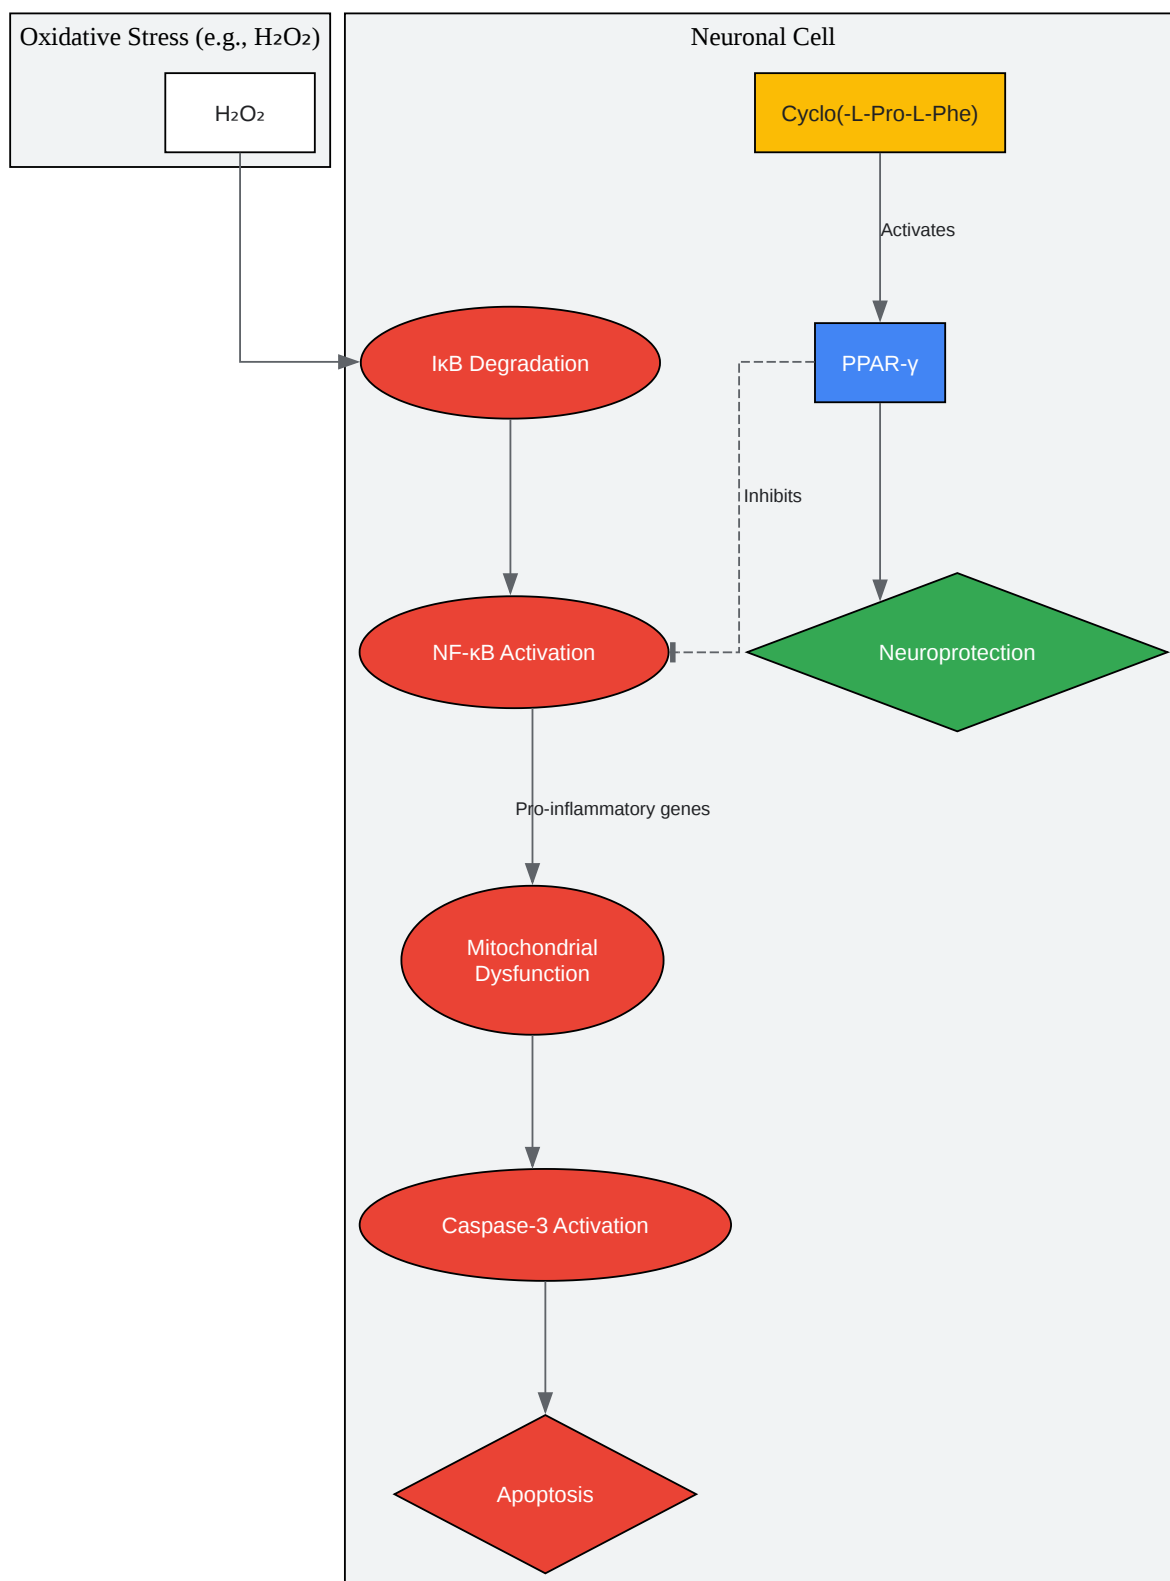 Oxidative Stress (e.g., H₂O₂)
Neuronal Cell
H₂O₂
Cyclo(-L-Pro-L-Phe)
Activates
IκB Degradation
PPAR-γ
Inhibits
NF-κB Activation
Neuroprotection
Pro-inflammatory genes
Mitochondrial
Dysfunction
Caspase-3 Activation
Apoptosis